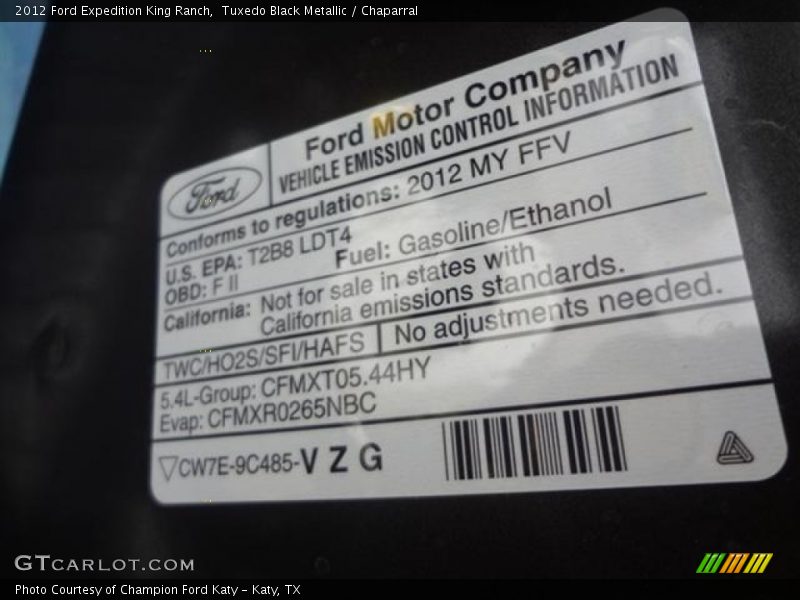 2012 Ford Expedition King Ranch,  Tuxedo Black Metallic / Chaparral
Ford Motor Company
VEHICLE EMISSION CONTROL INFORMATION
Ford
Conforms to regulations: 2012 MY FFV
U.S. EPA: T2B8 LDT4
OBD: F II
Fuel: Gasoline/Ethanol
California: Not for sale in states with
California emissions standards.
TWC/HO2S/SFI/HAFS
No adjustments needed.
5.4L-Group: CFMXT05.44HY
Evap: CFMXR0265NBC
CW7E-9C485-V Z G
GTCARLOT.COM
Photo Courtesy of Champion Ford Katy - Katy, TX